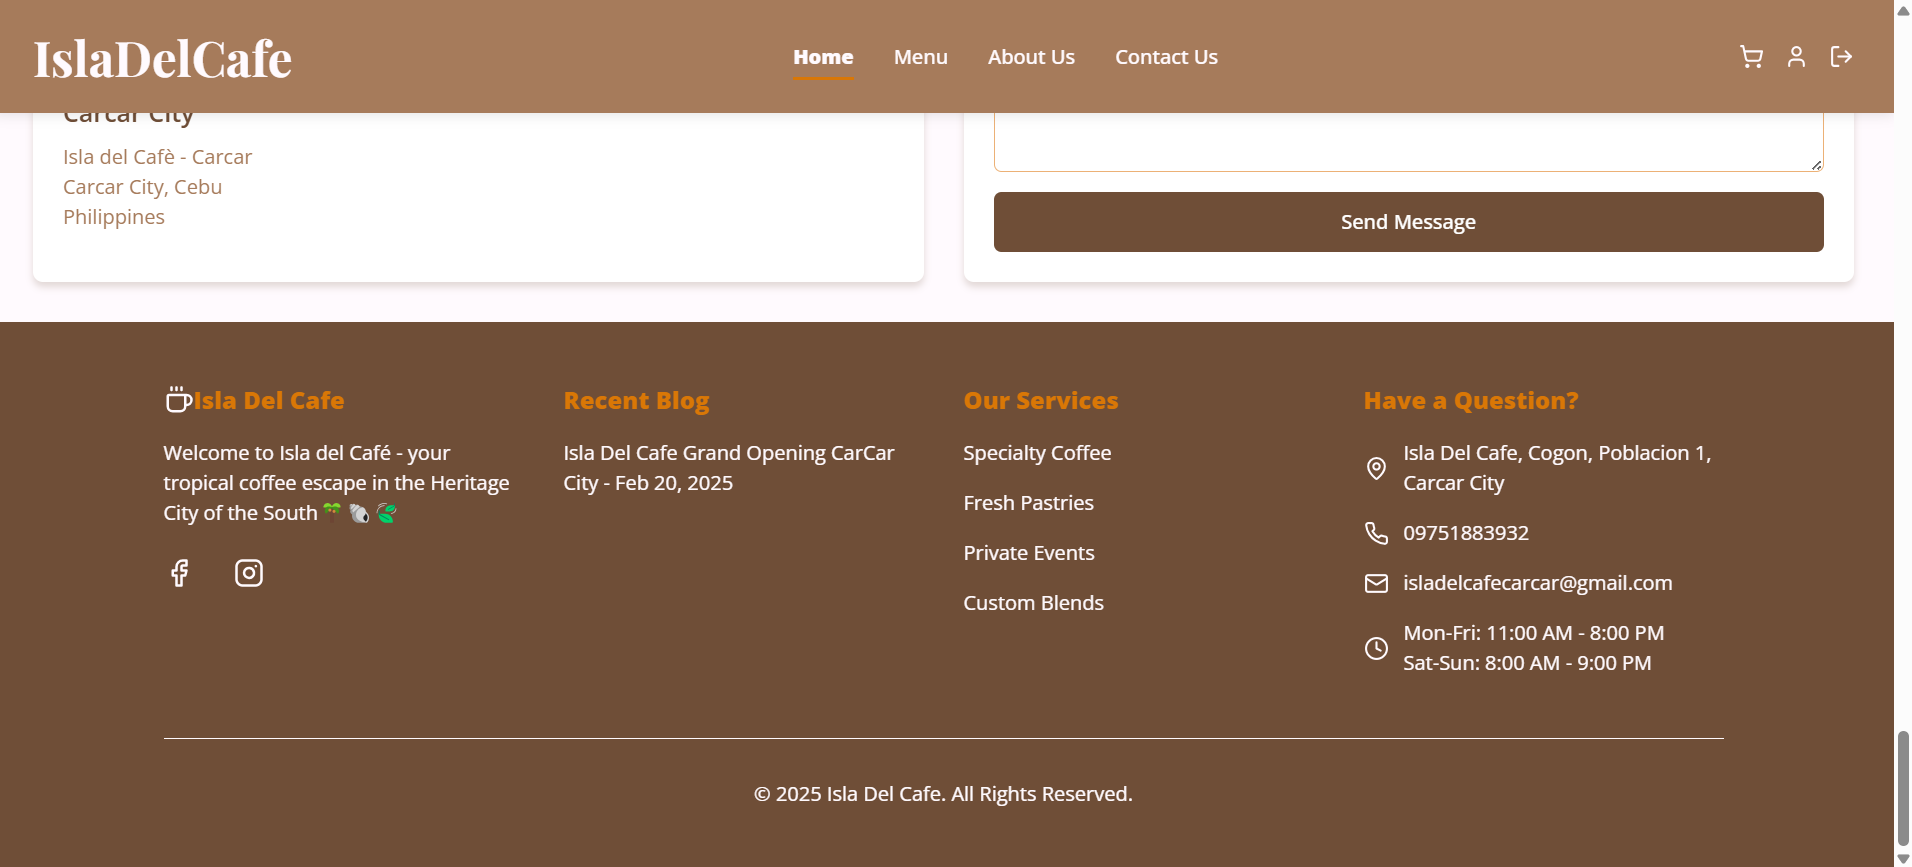 IslaDelCafe
Home Menu About Us Contact Us
Carcar City
Isla del Cafè - Carcar
Carcar City, Cebu
Philippines
Send Message
Isla Del Cafe
Welcome to Isla del Café - your
tropical coffee escape in the Heritage
City of the South🌴🐚🍃
Recent Blog
Isla Del Cafe Grand Opening CarCar
City - Feb 20, 2025
Our Services
Specialty Coffee
Fresh Pastries
Private Events
Custom Blends
Have a Question?
Isla Del Cafe, Cogon, Poblacion 1,
Carcar City
09751883932
isladelcafecarcar@gmail.com
Mon-Fri: 11:00 AM - 8:00 PM
Sat-Sun: 8:00 AM - 9:00 PM
© 2025 Isla Del Cafe. All Rights Reserved.